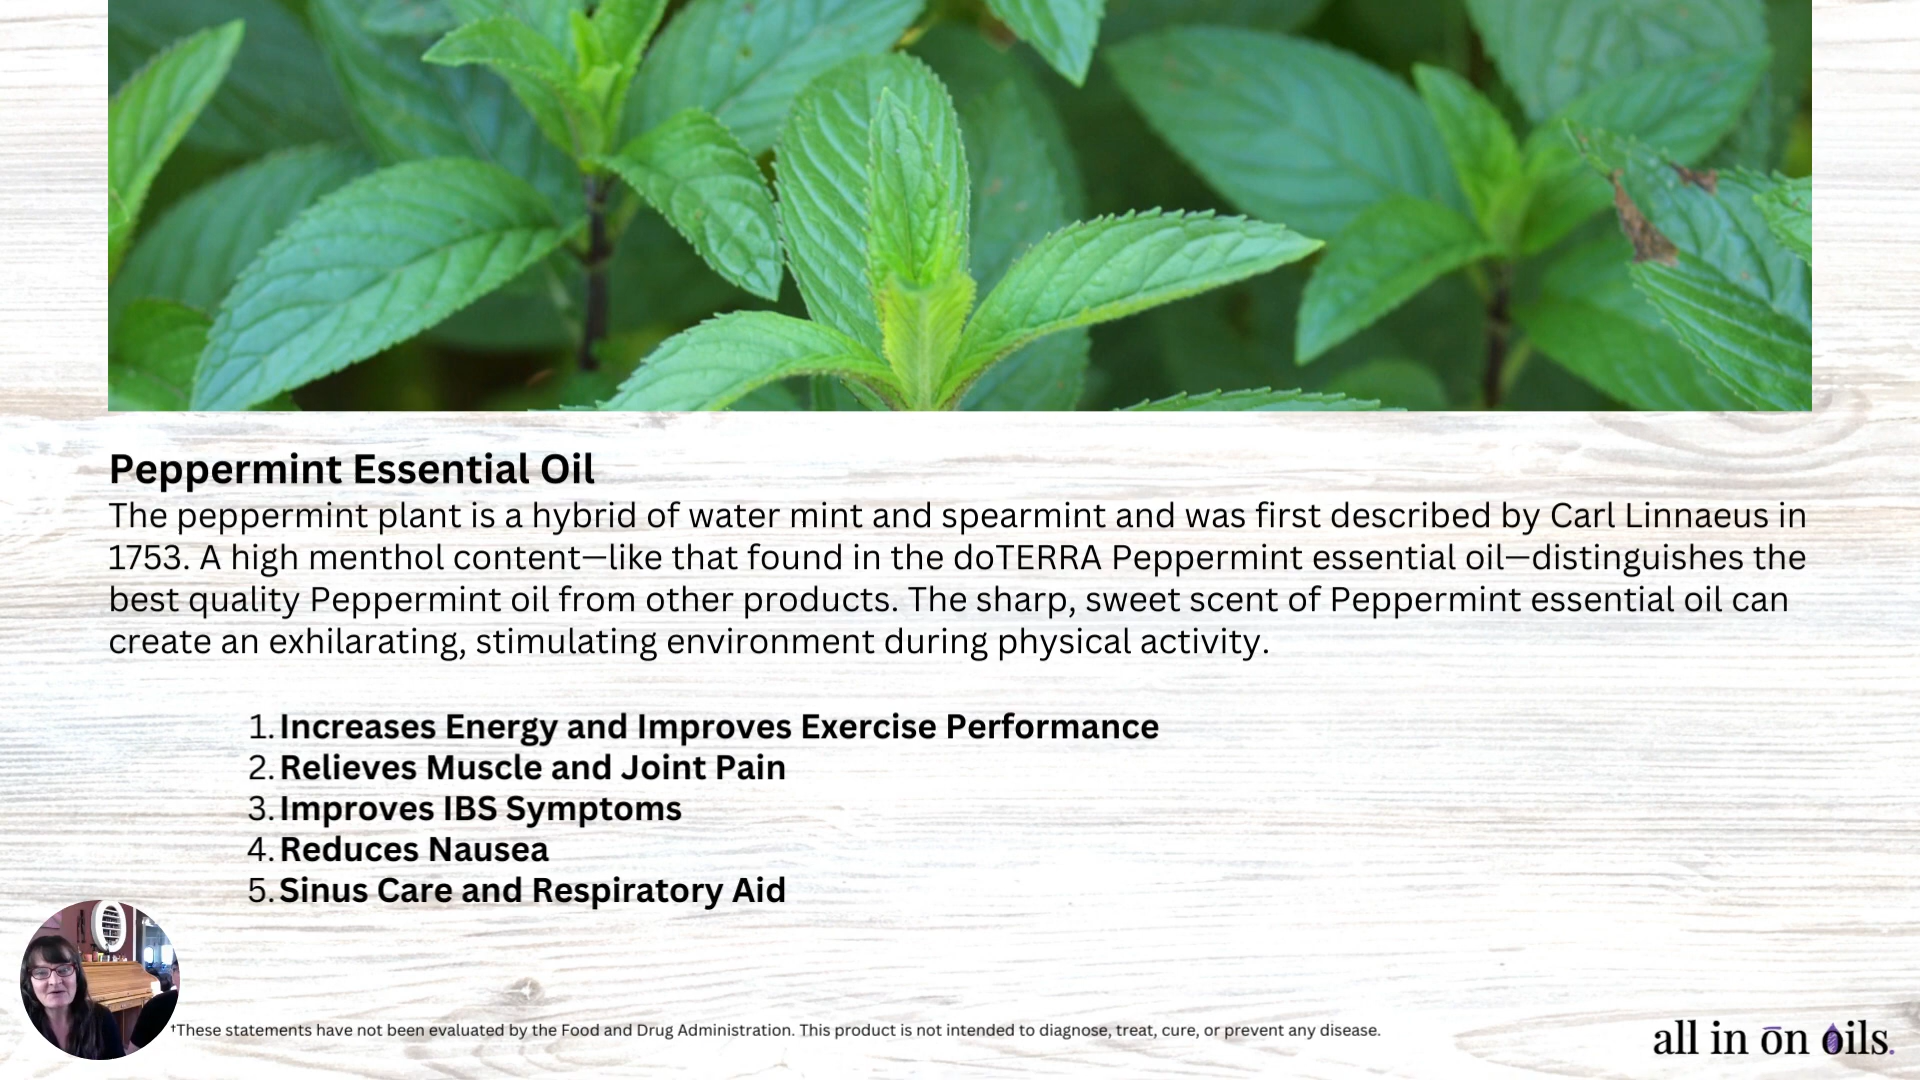 Peppermint Essential Oil
The peppermint plant is a hybrid of water mint and spearmint and was first described by Carl Linnaeus in
1753. A high menthol content—like that found in the doTERRA Peppermint essential oil—distinguishes the
best quality Peppermint oil from other products. The sharp, sweet scent of Peppermint essential oil can
create an exhilarating, stimulating environment during physical activity.
1. Increases Energy and Improves Exercise Performance
2. Relieves Muscle and Joint Pain
3. Improves IBS Symptoms
4. Reduces Nausea
5. Sinus Care and Respiratory Aid
†These statements have not been evaluated by the Food and Drug Administration. This product is not intended to diagnose, treat, cure, or prevent any disease.
all in ōn oils.